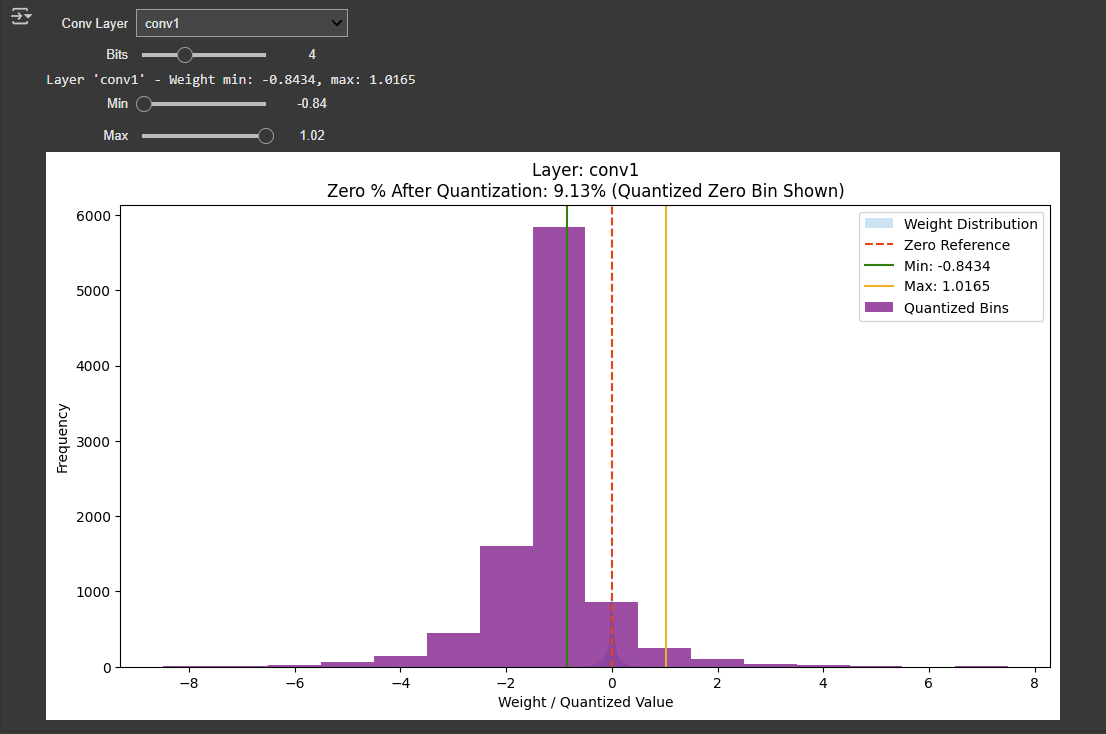 Conv Layer conv1
Bits 4
Layer 'conv1' - Weight min: -0.8434, max: 1.0165
Min -0.84
Max 1.02
Layer: conv1
Zero % After Quantization: 9.13% (Quantized Zero Bin Shown)
Weight Distribution
Zero Reference
Min: -0.8434
Max: 1.0165
Quantized Bins
6000
5000
4000
3000
2000
1000
0
Frequency
−8 −6 −4 −2 0 2 4 6 8
Weight / Quantized Value